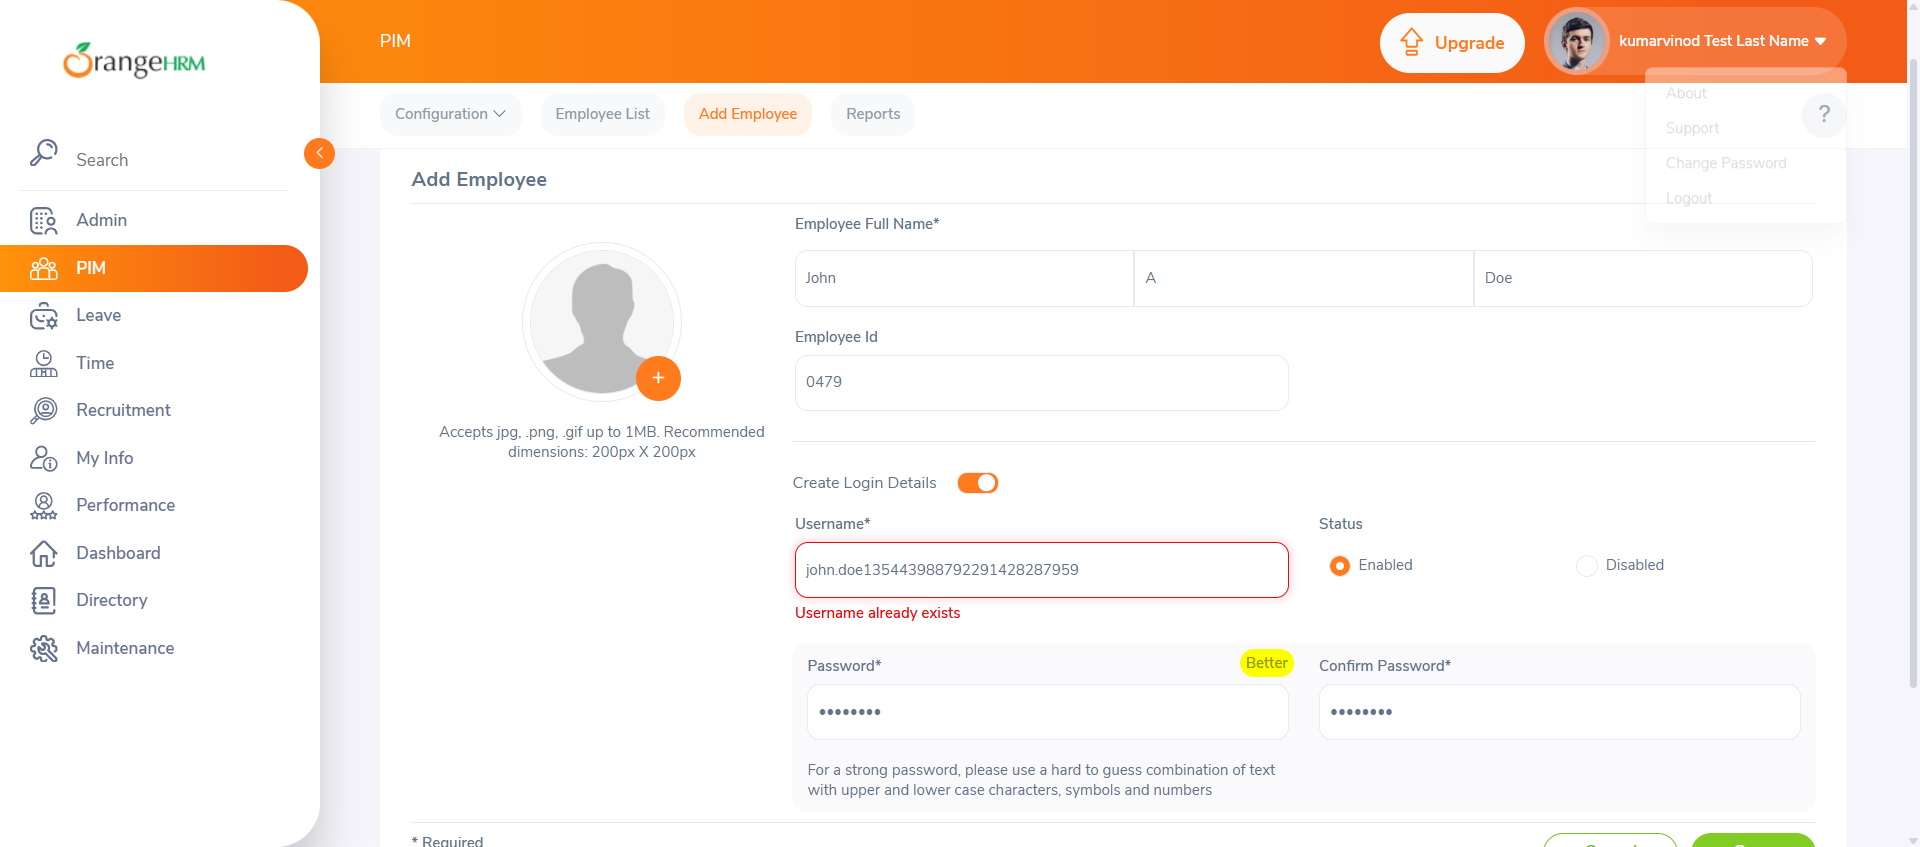 OrangeHRM
Search
Admin
PIM
Leave
Time
Recruitment
My Info
Performance
Dashboard
Directory
Maintenance
PIM
Upgrade
kumarvinod Test Last Name
About
Support
Change Password
Logout
?
Configuration
Employee List
Add Employee
Reports
Add Employee
Accepts jpg, .png, .gif up to 1MB. Recommended
dimensions: 200px X 200px
Employee Full Name*
John
A
Doe
Employee Id
0479
Create Login Details
Username*
john.doe135443988792291428287959
Username already exists
Status
Enabled
Disabled
Password*
Better
••••••••
Confirm Password*
••••••••
For a strong password, please use a hard to guess combination of text
with upper and lower case characters, symbols and numbers
* Required